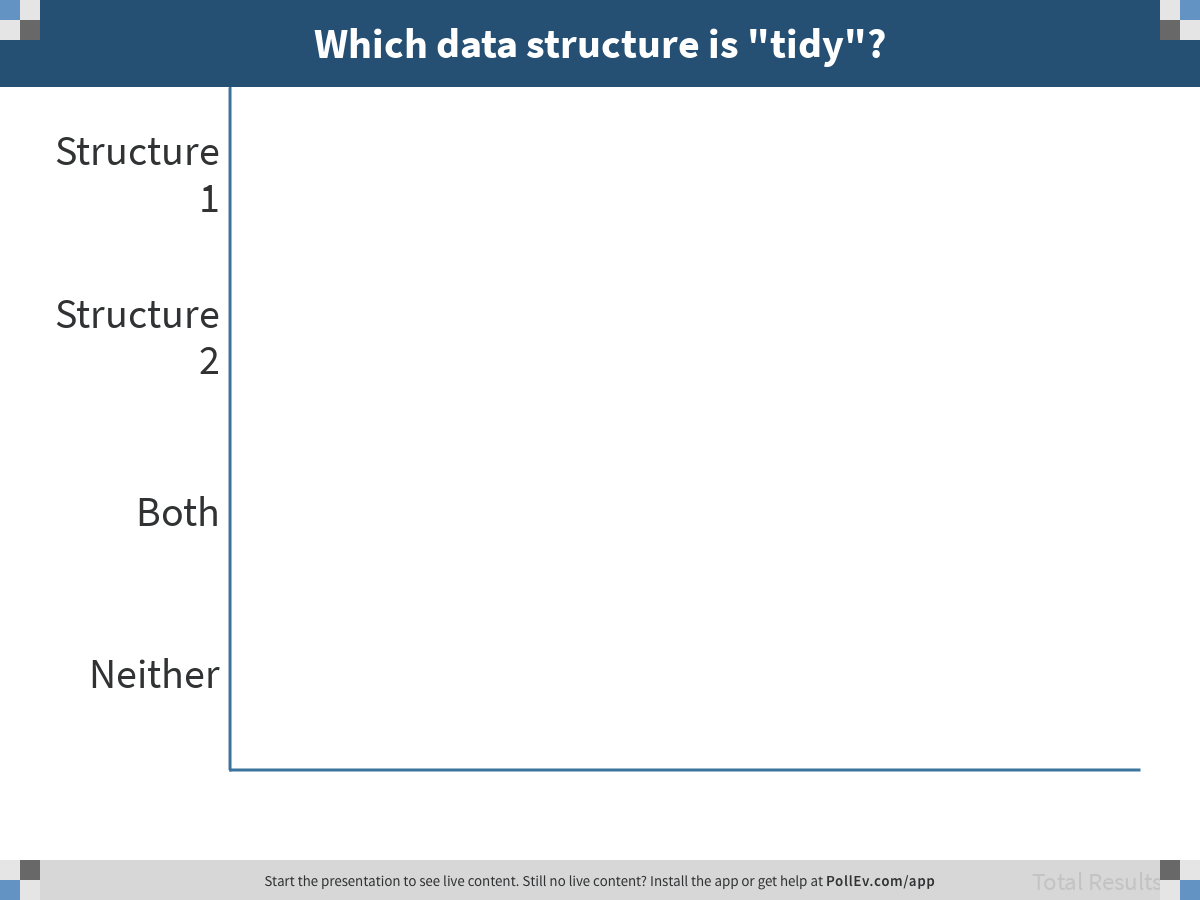 Which data structure is "tidy"?
Structure
1
Structure
2
Both
Neither
Start the presentation to see live content. Still no live content? Install the app or get help at PollEv.com/app
Total Results